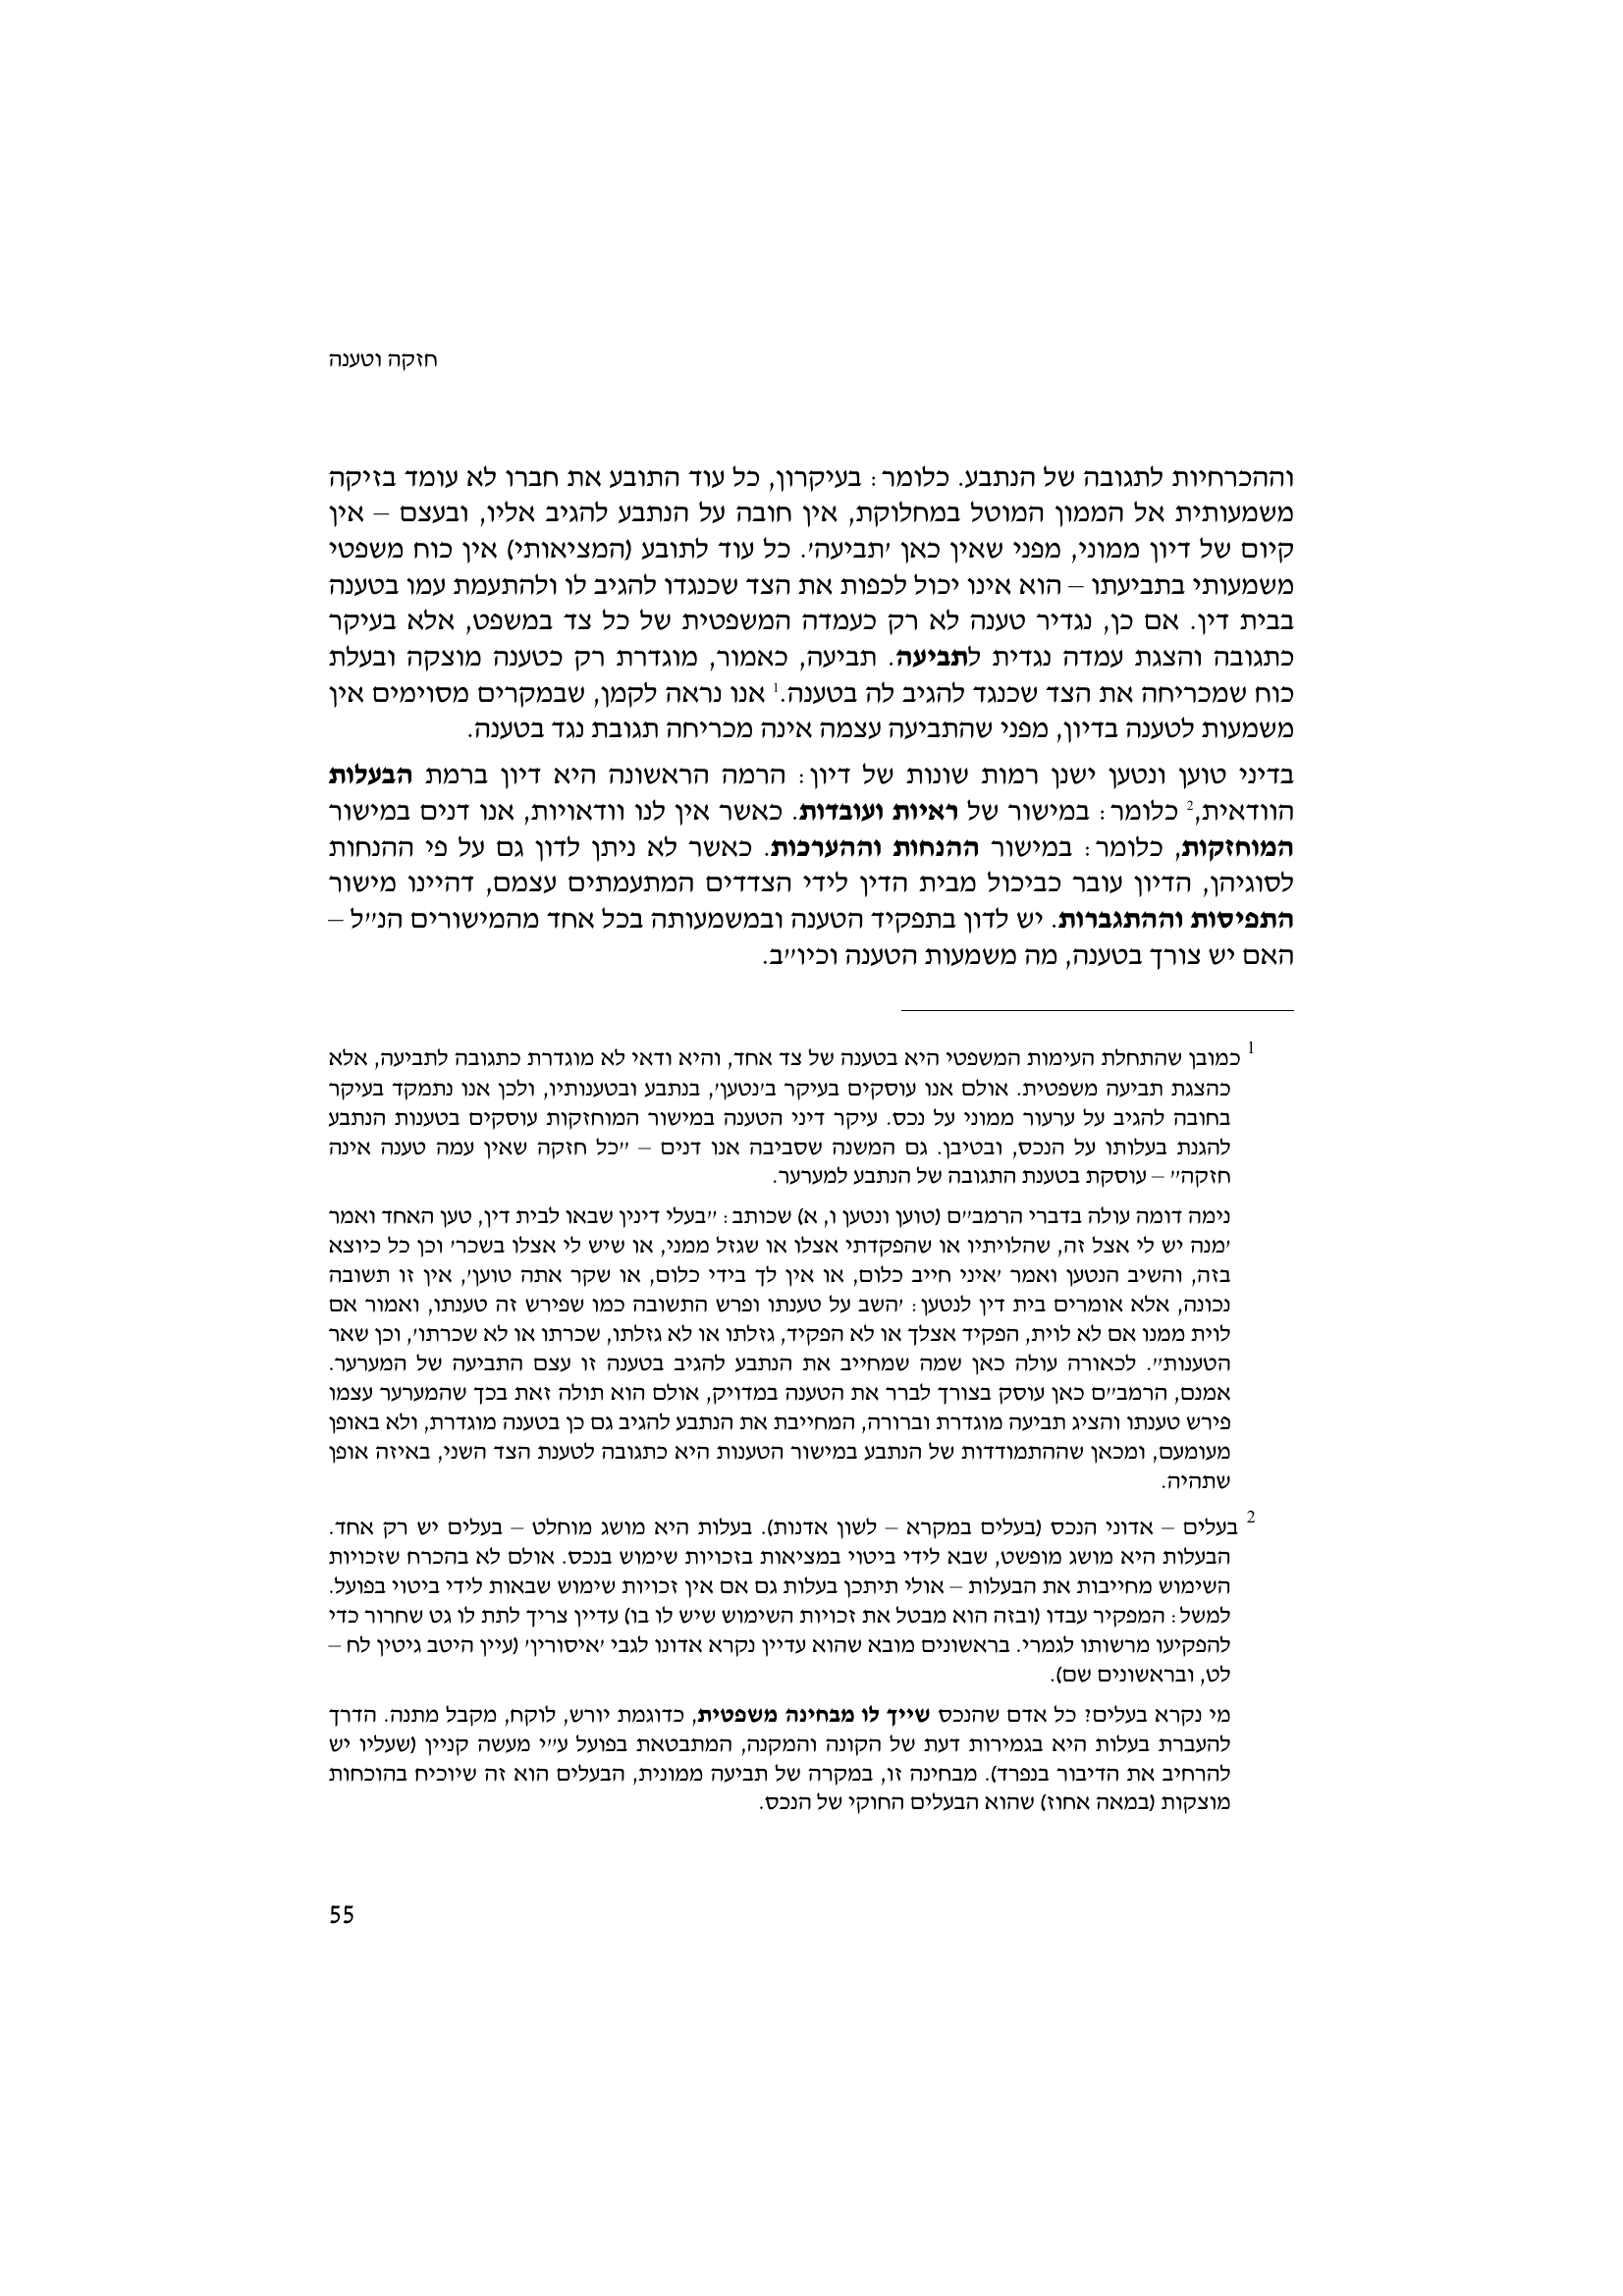 חזקה וטענה
וההכרחיות לתגובה של הנתבע. כלומר: בעיקרון, כל עוד התובע את חברו לא עומד בזיקה
משמעותית אל הממון המוטל במחלוקת, אין חובה על הנתבע להגיב אליו, ובעצם – אין
קיום של דיון ממוני, מפני שאין כאן 'תביעה'. כל עוד לתובע (המציאותי) אין כוח משפטי
משמעותי בתביעתו – הוא אינו יכול לכפות את הצד שכנגדו להגיב לו ולהתעמת עמו בטענה
בבית דין. אם כן, נגדיר טענה לא רק כעמדה המשפטית של כל צד במשפט, אלא בעיקר
כתגובה והצגת עמדה נגדית לתביעה. תביעה, כאמור, מוגדרת רק כטענה מוצקה ובעלת
כוח שמכריחה את הצד שכנגד להגיב לה בטענה.1 אנו נראה לקמן, שבמקרים מסוימים אין
משמעות לטענה בדיון, מפני שהתביעה עצמה אינה מכריחה תגובת נגד בטענה.
בדיני טוען ונטען ישנן רמות שונות של דיון: הרמה הראשונה היא דיון ברמת הבעלות
הוודאית,2 כלומר: במישור של ראיות ועובדות. כאשר אין לנו וודאויות, אנו דנים במישור
המוחזקות, כלומר: במישור ההנחות וההערכות. כאשר לא ניתן לדון גם על פי ההנחות
לסוגיהן, הדיון עובר כביכול מבית הדין לידי הצדדים המתעמתים עצמם, דהיינו מישור
התפיסות וההתגברות. יש לדון בתפקיד הטענה ובמשמעותה בכל אחד מהמישורים הנ"ל –
האם יש צורך בטענה, מה משמעות הטענה וכיו"ב.
1 כמובן שהתחלת העימות המשפטי היא בטענה של צד אחד, והיא ודאי לא מוגדרת כתגובה לתביעה, אלא
כהצגת תביעה משפטית. אולם אנו עוסקים בעיקר ב'נטען', בנתבע ובטענותיו, ולכן אנו נתמקד בעיקר
בחובה להגיב על ערעור ממוני על נכס. עיקר דיני הטענה במישור המוחזקות עוסקים בטענות הנתבע
להגנת בעלותו על הנכס, ובטיבן. גם המשנה שסביבה אנו דנים – "כל חזקה שאין עמה טענה אינה
חזקה" – עוסקת בטענת התגובה של הנתבע למערער.
נימה דומה עולה בדברי הרמב"ם (טוען ונטען ו, א) שכותב: "בעלי דינין שבאו לבית דין, טען האחד ואמר
'מנה יש לי אצל זה, שהלויתיו או שהפקדתי אצלו או שגזל ממני, או שיש לי אצלו בשכר' וכן כל כיוצא
בזה, והשיב הנטען ואמר 'איני חייב כלום, או אין לך בידי כלום, או שקר אתה טוען', אין זו תשובה
נכונה, אלא אומרים בית דין לנטען: 'השב על טענתו ופרש התשובה כמו שפירש זה טענתו, ואמור אם
לוית ממנו אם לא לוית, הפקיד אצלך או לא הפקיד, גזלתו או לא גזלתו, שכרתו או לא שכרתו', וכן שאר
הטענות". לכאורה עולה כאן שמה שמחייב את הנתבע להגיב בטענה זו עצם התביעה של המערער.
אמנם, הרמב"ם כאן עוסק בצורך לברר את הטענה במדויק, אולם הוא תולה זאת בכך שהמערער עצמו
פירש טענתו והציג תביעה מוגדרת וברורה, המחייבת את הנתבע להגיב גם כן בטענה מוגדרת, ולא באופן
מעומעם, ומכאן שההתמודדות של הנתבע במישור הטענות היא כתגובה לטענת הצד השני, באיזה אופן
שתהיה.
2 בעלים – אדוני הנכס (בעלים במקרא – לשון אדנות). בעלות היא מושג מוחלט – בעלים יש רק אחד.
הבעלות היא מושג מופשט, שבא לידי ביטוי במציאות בזכויות שימוש בנכס. אולם לא בהכרח שזכויות
השימוש מחייבות את הבעלות – אולי תיתכן בעלות גם אם אין זכויות שימוש שבאות לידי ביטוי בפועל.
למשל: המפקיר עבדו (ובזה הוא מבטל את זכויות השימוש שיש לו בו) עדיין צריך לתת לו גט שחרור כדי
להפקיעו מרשותו לגמרי. בראשונים מובא שהוא עדיין נקרא אדונו לגבי 'איסורין' (עיין היטב גיטין לח –
לט, ובראשונים שם).
מי נקרא בעלים? כל אדם שהנכס שייך לו מבחינה משפטית, כדוגמת יורש, לוקח, מקבל מתנה. הדרך
להעברת בעלות היא בגמירות דעת של הקונה והמקנה, המתבטאת בפועל ע"י מעשה קניין (שעליו יש
להרחיב את הדיבור בנפרד). מבחינה זו, במקרה של תביעה ממונית, הבעלים הוא זה שיוכיח בהוכחות
מוצקות (במאה אחוז) שהוא הבעלים החוקי של הנכס.
55